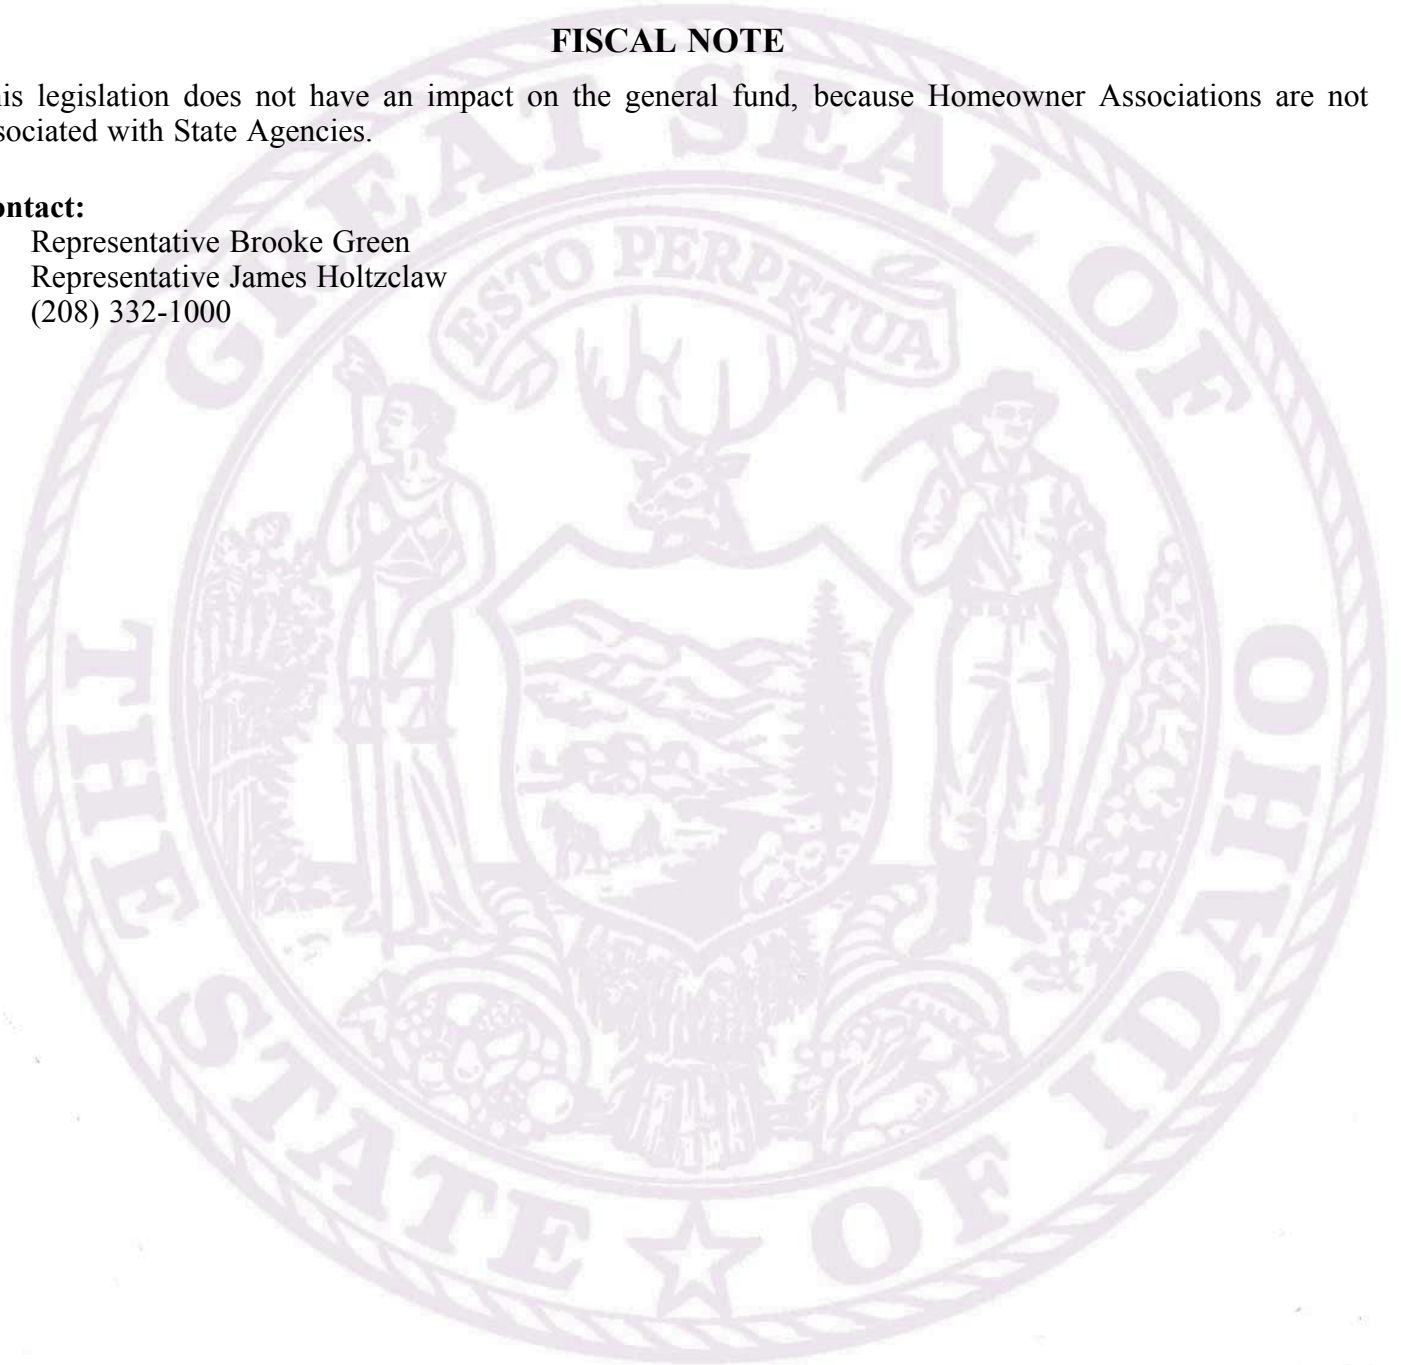 FISCAL NOTE
his legislation does not have an impact on the general fund, because Homeowner Associations are not
sociated with State Agencies.
ontact:
Representative Brooke Green
Representative James Holtzclaw
(208) 332-1000
GREAT SEAL OF
ESTO PERPETUA
THE STATE OF IDAHO